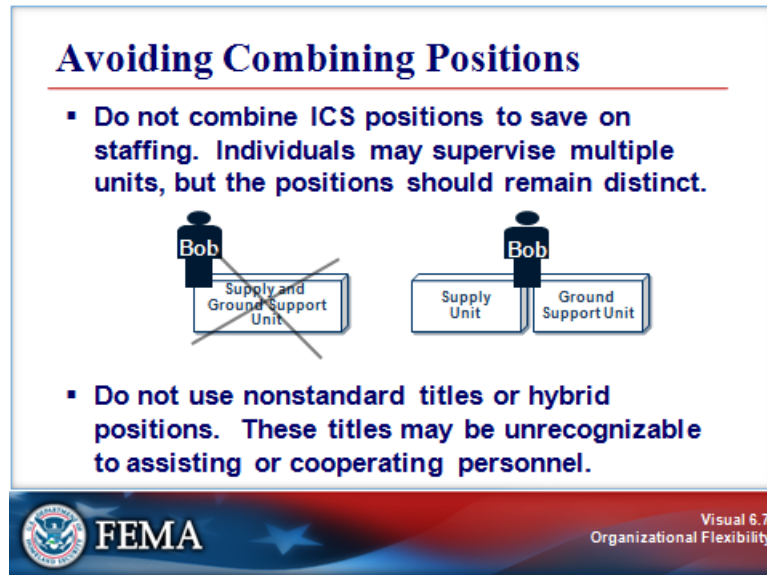 Avoiding Combining Positions
▪ Do not combine ICS positions to save on
staffing. Individuals may supervise multiple
units, but the positions should remain distinct.
Bob
Supply and
Ground Support
Unit
Bob
Supply
Unit
Ground
Support Unit
▪ Do not use nonstandard titles or hybrid
positions. These titles may be unrecognizable
to assisting or cooperating personnel.
FEMA
Visual 6.7
Organizational Flexibility